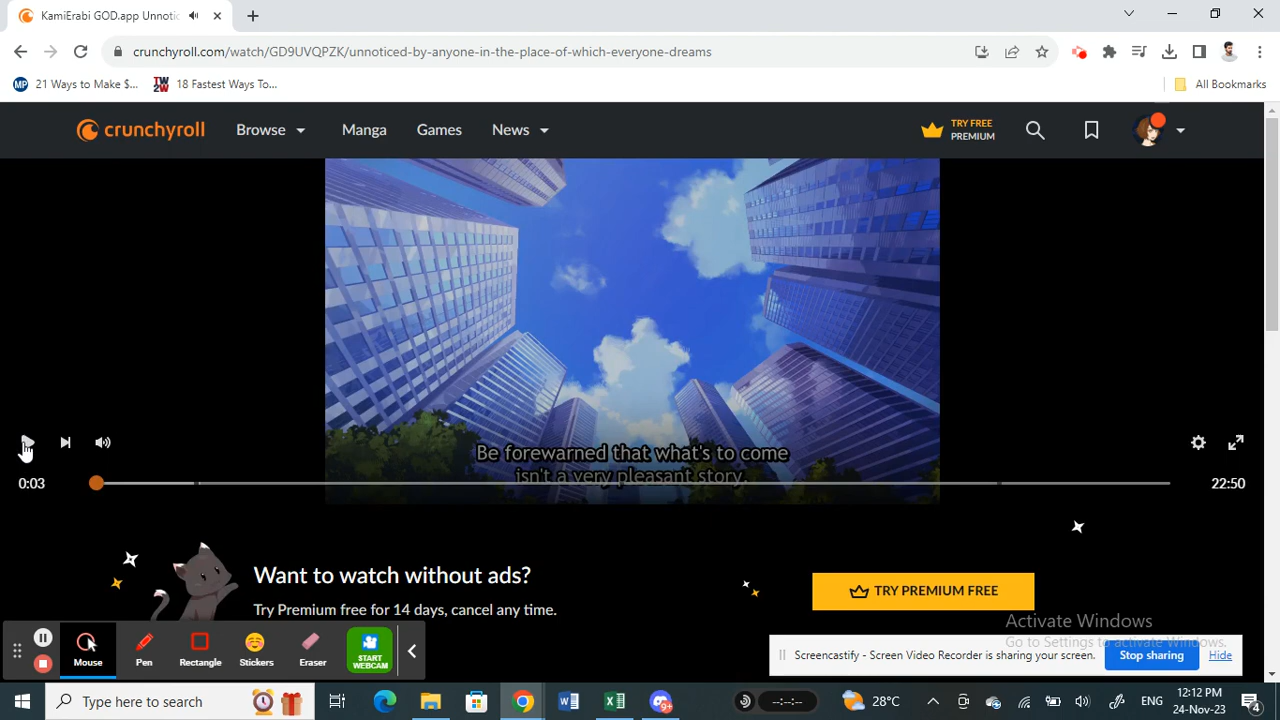 KamiErabi GOD.app Unnotic
crunchyroll.com/watch/GD9UVQPZK/unnoticed-by-anyone-in-the-place-of-which-everyone-dreams
MP 21 Ways to Make $... TW2W 18 Fastest Ways To... All Bookmarks
crunchyroll Browse Manga Games News TRY FREE
PREMIUM
Be forewarned that what's to come
isn't a very pleasant story.
0:03 22:50
Want to watch without ads?
Try Premium free for 14 days, cancel any time.
TRY PREMIUM FREE
Activate Windows
Go to Settings to activate Windows.
Mouse Pen Rectangle Stickers Eraser START
WEBCAM
Screencastify - Screen Video Recorder is sharing your screen. Stop sharing Hide
Type here to search 9+ --:--:-- 28°C ENG 12:12 PM
24-Nov-23 4